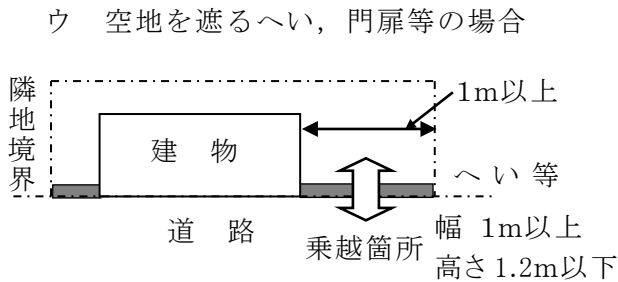 ウ 空地を遮るへい，門扉等の場合
隣地境界
1m以上
建 物
へ い 等
道 路
乗越箇所
幅 1m以上
高さ1.2m以下